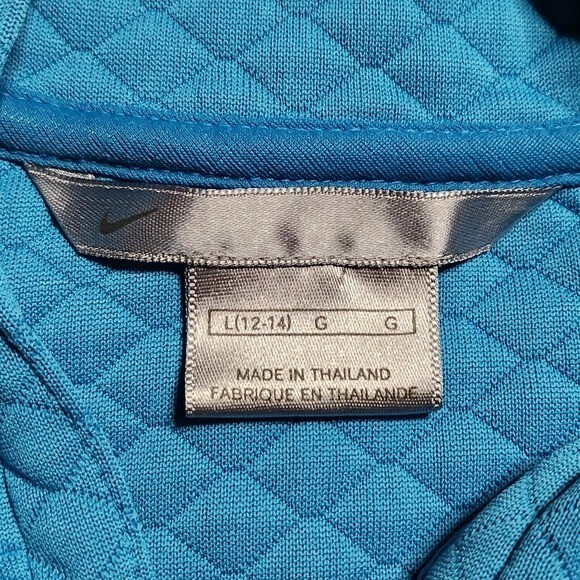 L(12-14) G G
MADE IN THAILAND
FABRIQUE EN THAILANDE